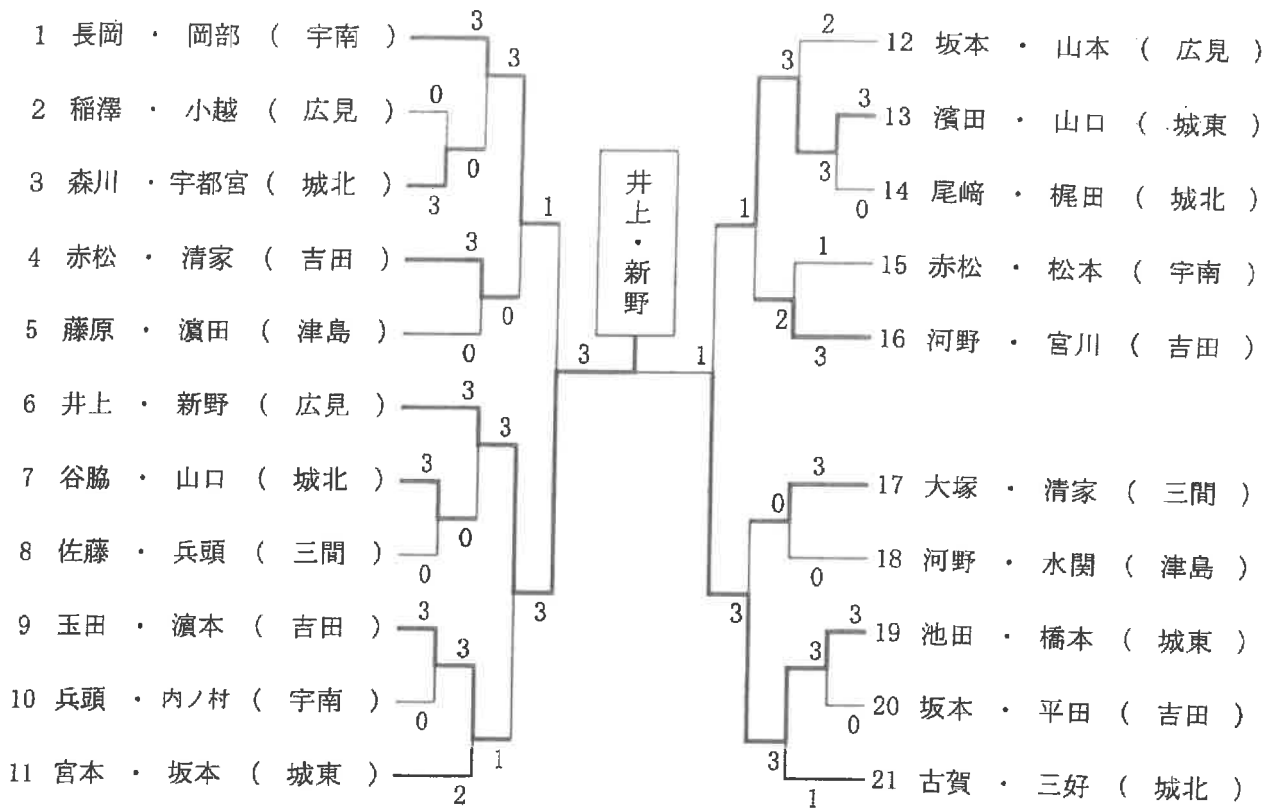 1 長岡 ・ 岡部 ( 宇南 )
2 稲澤 ・ 小越 ( 広見 )
3 森川 ・ 宇都宮 ( 城北 )
4 赤松 ・ 清家 ( 吉田 )
5 藤原 ・ 濵田 ( 津島 )
6 井上 ・ 新野 ( 広見 )
7 谷脇 ・ 山口 ( 城北 )
8 佐藤 ・ 兵頭 ( 三間 )
9 玉田 ・ 濵本 ( 吉田 )
10 兵頭 ・ 内ノ村 ( 宇南 )
11 宮本 ・ 坂本 ( 城東 )
3
0
3
3
0
3
3
0
3
0
2
3
0
0
3
0
3
1
1
3
3
井上・新野
1
1
3
3
2
0
3
3
3
2
3
0
1
3
3
0
3
0
1
12 坂本 ・ 山本 ( 広見 )
13 濱田 ・ 山口 ( 城東 )
14 尾﨑 ・ 梶田 ( 城北 )
15 赤松 ・ 松本 ( 宇南 )
16 河野 ・ 宮川 ( 吉田 )
17 大塚 ・ 清家 ( 三間 )
18 河野 ・ 水関 ( 津島 )
19 池田 ・ 橋本 ( 城東 )
20 坂本 ・ 平田 ( 吉田 )
21 古賀 ・ 三好 ( 城北 )